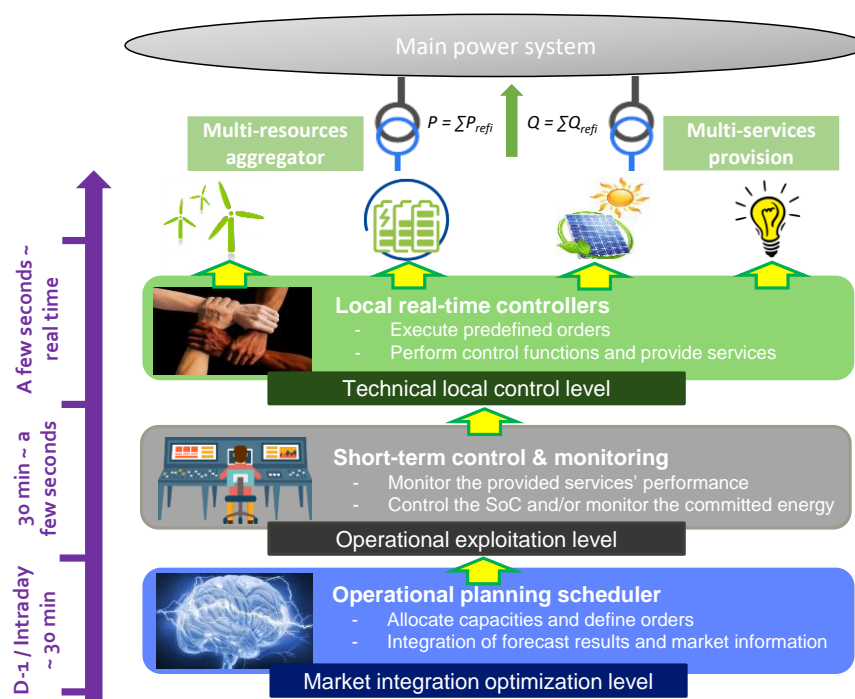 Main power system
Multi-resources
aggregator
P = ∑P_refi
Q = ∑Q_refi
Multi-services
provision
A few seconds ~
real time
Local real-time controllers
- Execute predefined orders
- Perform control functions and provide services
Technical local control level
30 min ~ a
few seconds
Short-term control & monitoring
- Monitor the provided services' performance
- Control the SoC and/or monitor the committed energy
Operational exploitation level
D-1 / Intraday
~ 30 min
Operational planning scheduler
- Allocate capacities and define orders
- Integration of forecast results and market information
Market integration optimization level